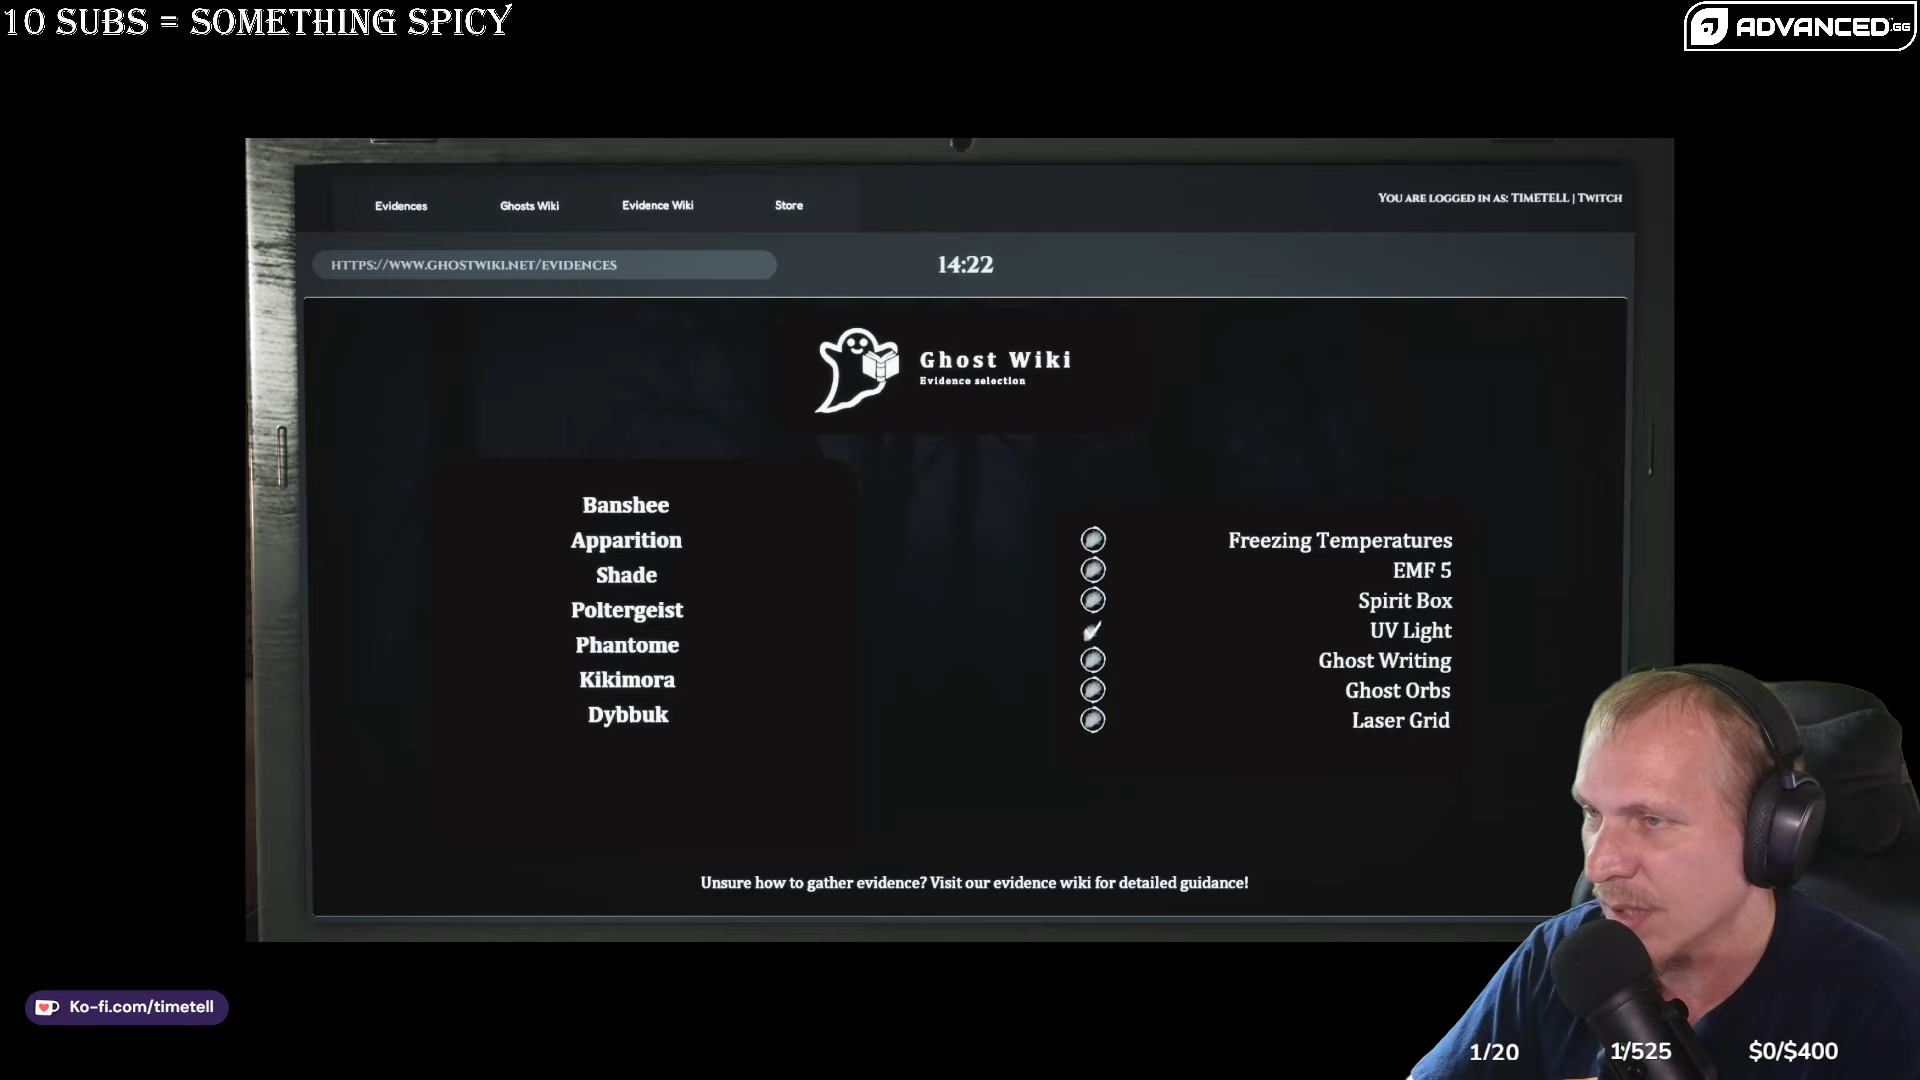 10 SUBS = SOMETHING SPICY
ADVANCED.GG
Evidences Ghosts Wiki Evidence Wiki Store
YOU ARE LOGGED IN AS: TIMETELL | TWITCH
HTTPS://WWW.GHOSTWIKI.NET/EVIDENCES
14:22
Ghost Wiki
Evidence selection
Banshee
Apparition
Shade
Poltergeist
Phantome
Kikimora
Dybbuk
Freezing Temperatures
EMF 5
Spirit Box
UV Light
Ghost Writing
Ghost Orbs
Laser Grid
Unsure how to gather evidence? Visit our evidence wiki for detailed guidance!
Ko-fi.com/timetell
1/20 1/525 $0/$400